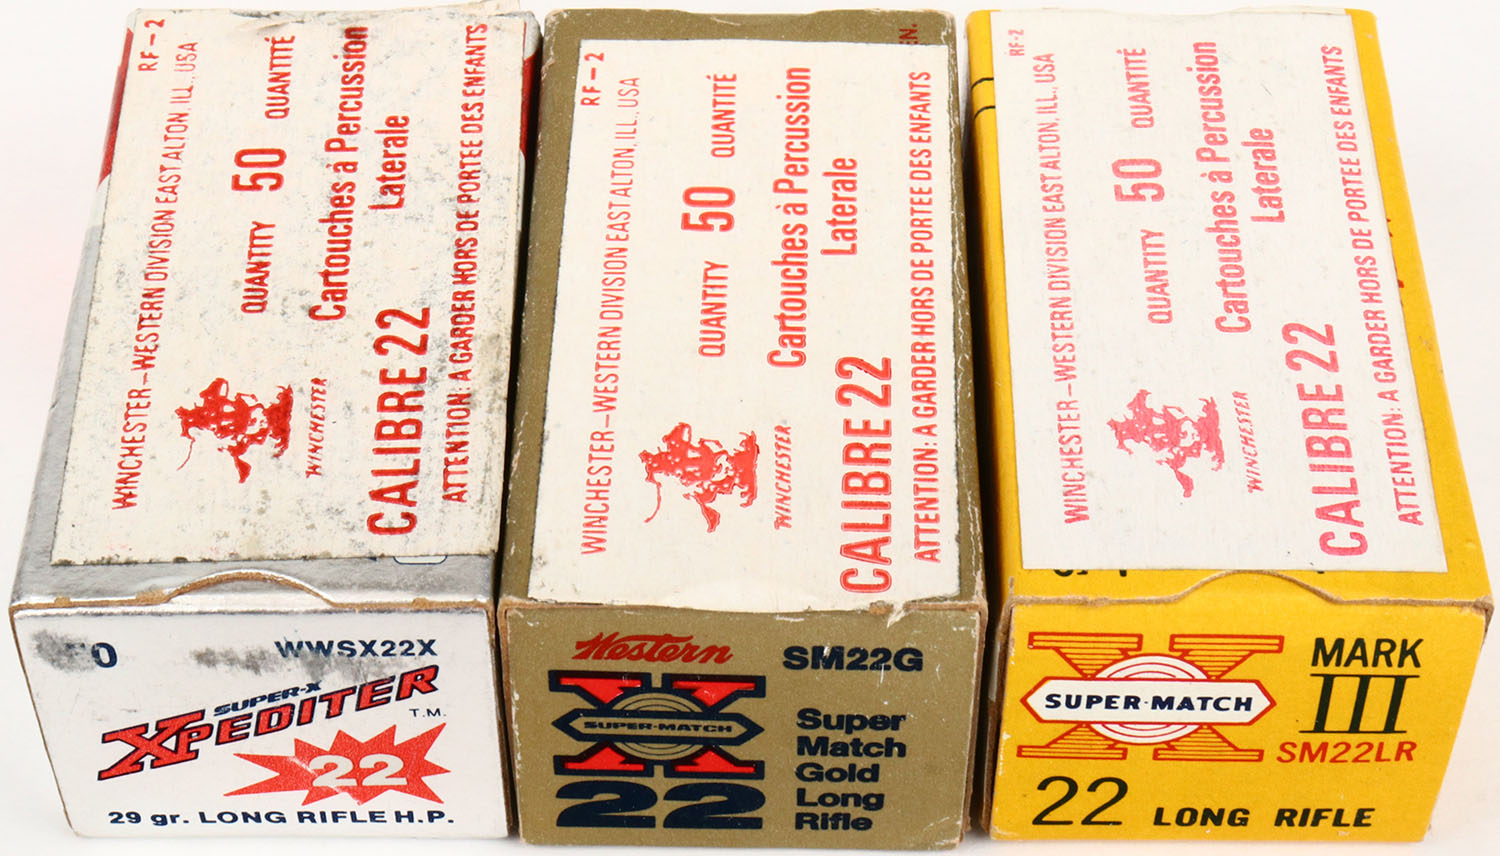 RF-2
WINCHESTER-WESTERN DIVISION EAST ALTON, ILL., USA
QUANTITY 50 QUANTITÉ
Cartouches à Percussion
Laterale
WINCHESTER
CALIBRE 22
ATTENTION: A GARDER HORS DE PORTEE DES ENFANTS
WWSX22X
SUPER-X
XPEDITER
T.M.
22
29 gr. LONG RIFLE H.P.
RF-2
WINCHESTER-WESTERN DIVISION EAST ALTON, ILL., USA
QUANTITY 50 QUANTITÉ
Cartouches à Percussion
Laterale
WINCHESTER
CALIBRE 22
ATTENTION: A GARDER HORS DE PORTEE DES ENFANTS
Western
SM22G
X
SUPER-MATCH
22
Super
Match
Gold
Long
Rifle
RF-2
WINCHESTER-WESTERN DIVISION EAST ALTON, ILL., USA
QUANTITY 50 QUANTITÉ
Cartouches à Percussion
Laterale
WINCHESTER
CALIBRE 22
ATTENTION: A GARDER HORS DE PORTEE DES ENFANTS
X
SUPER-MATCH
MARK
III
SM22LR
22 LONG RIFLE